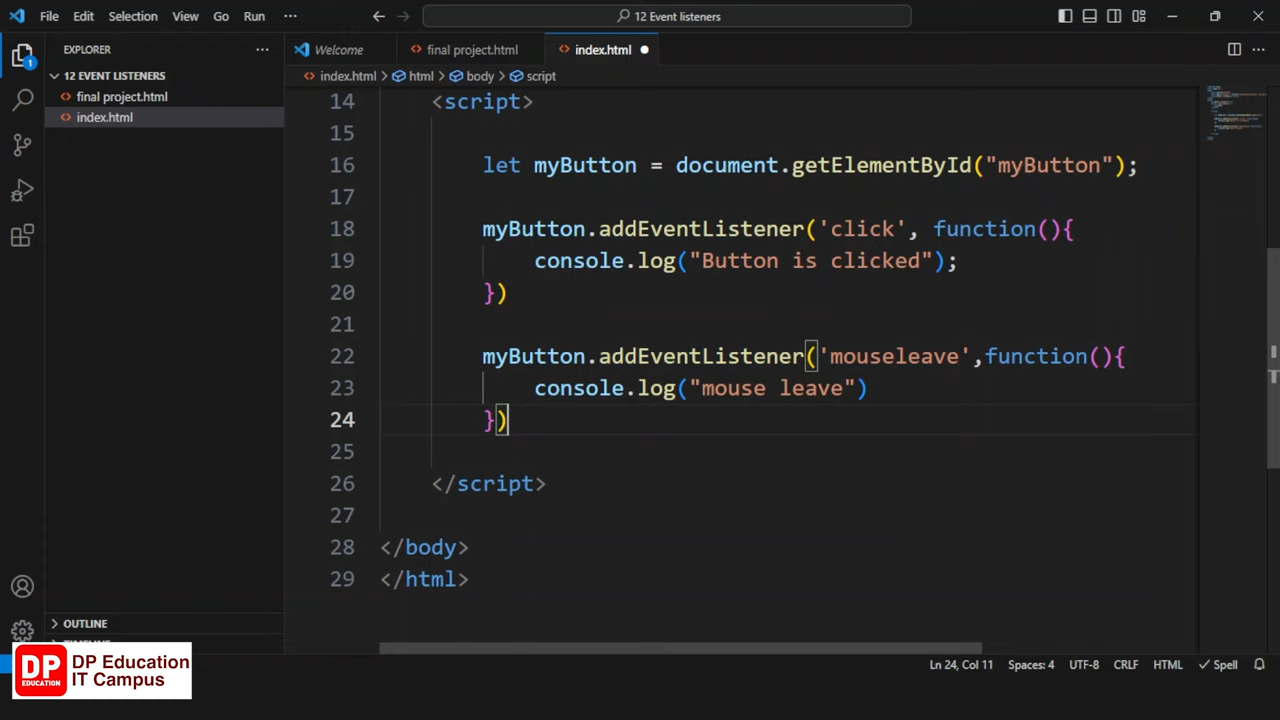 File Edit Selection View Go Run ··· 12 Event listeners
EXPLORER ···
Welcome final project.html index.html
12 EVENT LISTENERS
index.html > html > body > script
final project.html
index.html
14 <script>
15
16 let myButton = document.getElementById("myButton");
17
18 myButton.addEventListener('click', function(){
19 console.log("Button is clicked");
20 })
21
22 myButton.addEventListener('mouseleave',function(){
23 console.log("mouse leave")
24 })
25
26 </script>
27
28 </body>
29 </html>
1
OUTLINE
DP DP Education
EDUCATION IT Campus
Ln 24, Col 11 Spaces: 4 UTF-8 CRLF HTML Spell